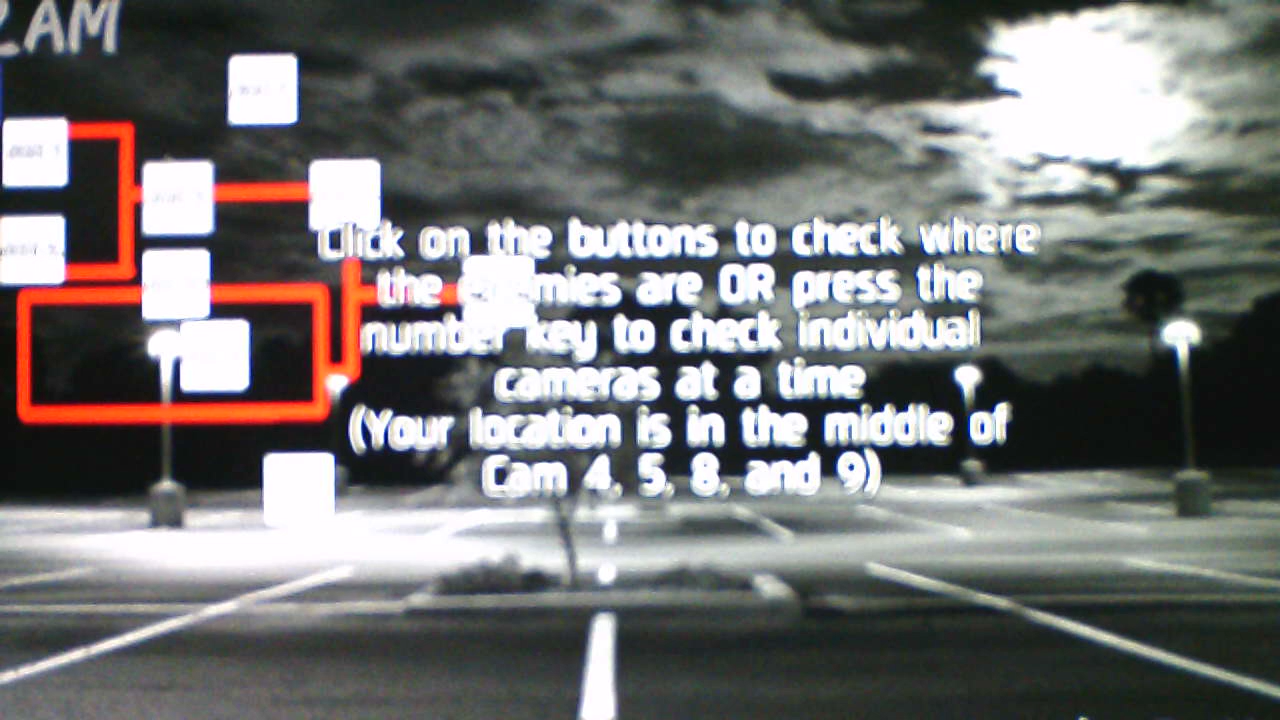 2AM
Click on the buttons to check where
the enemies are OR press the
number key to check individual
cameras at a time
(Your location is in the middle of
Cam 4, 5, 8, and 9)